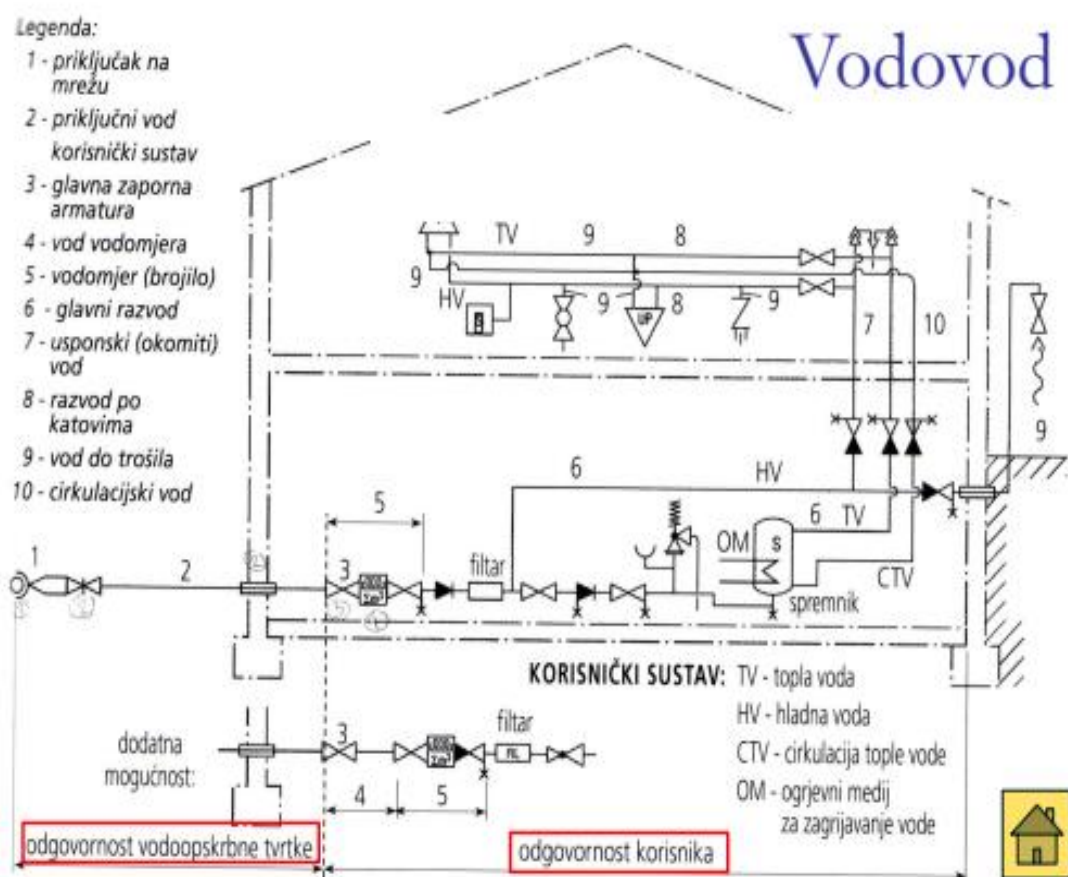 Vodovod
Legenda:
1 - priključak na
mrežu
2 - priključni vod
korisnički sustav
3 - glavna zaporna
armatura
4 - vod vodomjera
5 - vodomjer (brojilo)
6 - glavni razvod
7 - usponski (okomiti)
vod
8 - razvod po
katovima
9 - vod do trošila
10 - cirkulacijski vod
TV 9 8
9
HV 9 8 9 7 10
UP
9
6 HV
5
6 TV
OM S
1 2 3 filtar
CTV
spremnik
KORISNIČKI SUSTAV: TV - topla voda
HV - hladna voda
CTV - cirkulacija tople vode
OM - ogrjevni medij
za zagrijavanje vode
dodatna
mogućnost:
3 filtar
4 5
odgovornost vodoopskrbne tvrtke
odgovornost korisnika